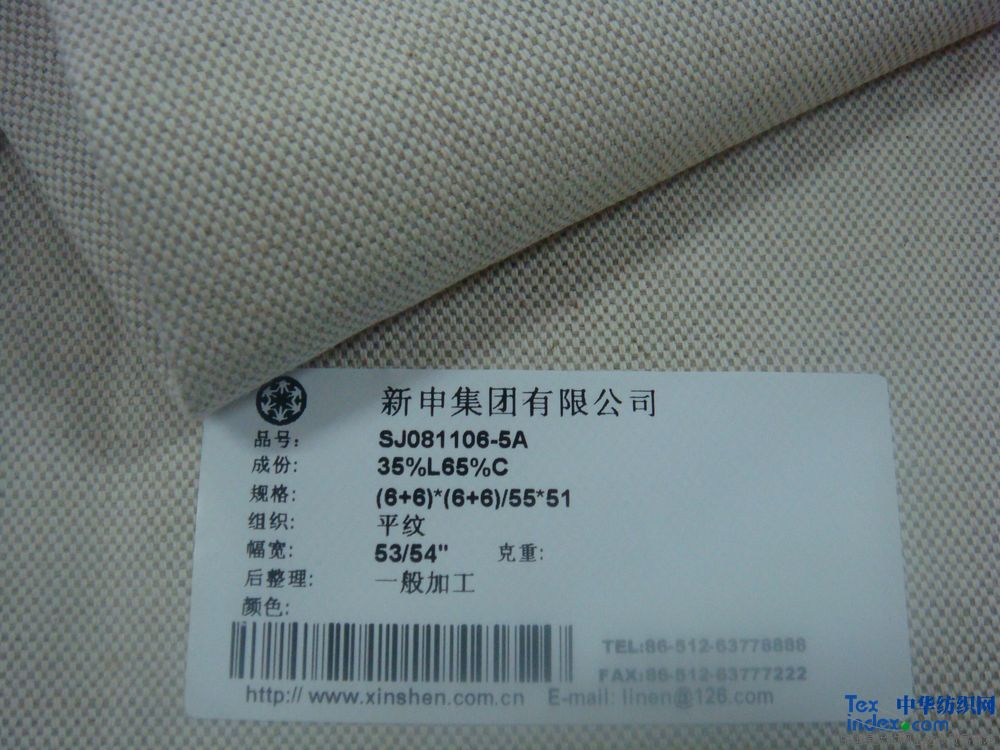 新申集团有限公司
品号: SJ081106-5A
成份: 35%L65%C
规格: (6+6)*(6+6)/55*51
组织: 平纹
幅宽: 53/54" 克重:
后整理: 一般加工
颜色:
TEL:86-512-63778888
FAX:86-512-63777222
http:// www.xinshen.com.cn E-mail: linen@126.com
Tex 中华纺织网
index.com